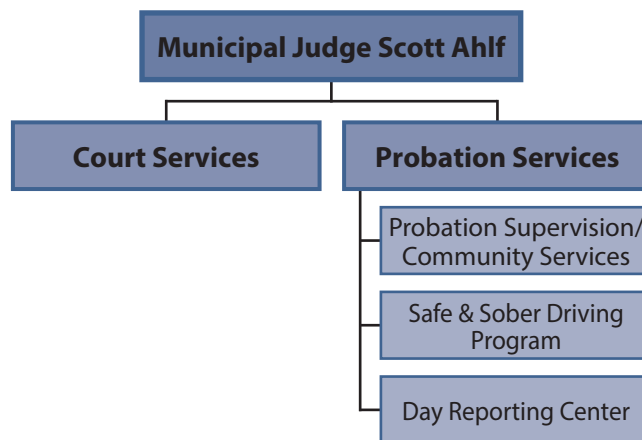 Municipal Judge Scott Ahlf
Court Services
Probation Services
Probation Supervision/
Community Services
Safe & Sober Driving
Program
Day Reporting Center